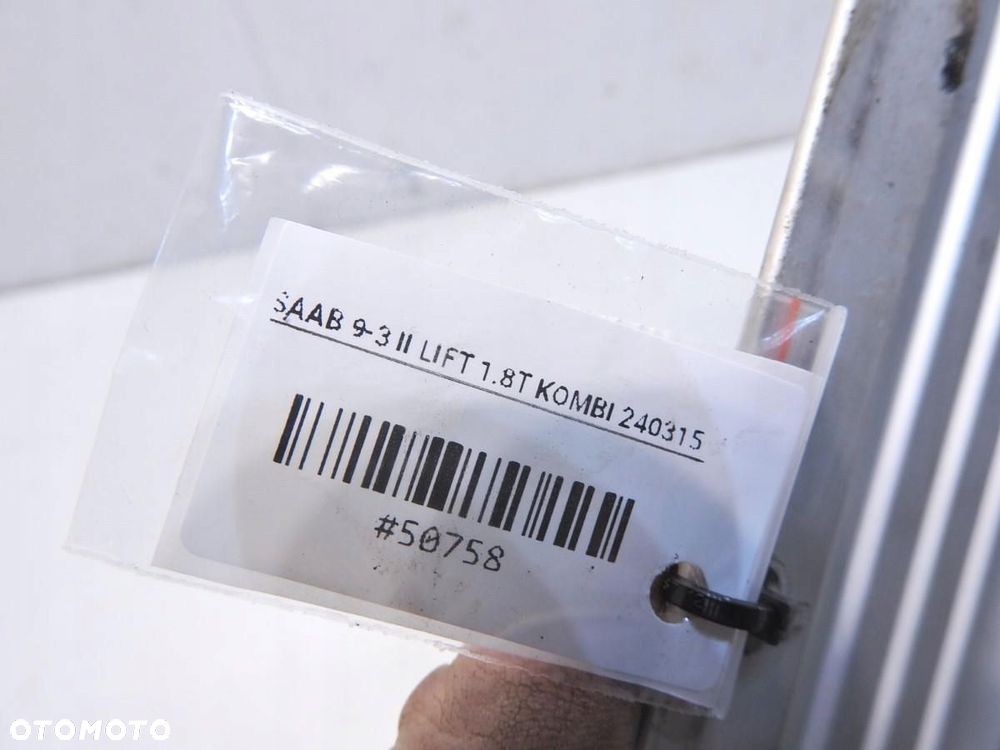 SAAB 9-3 II LIFT 1.8T KOMBI 240315
#50758
OTOMOTO